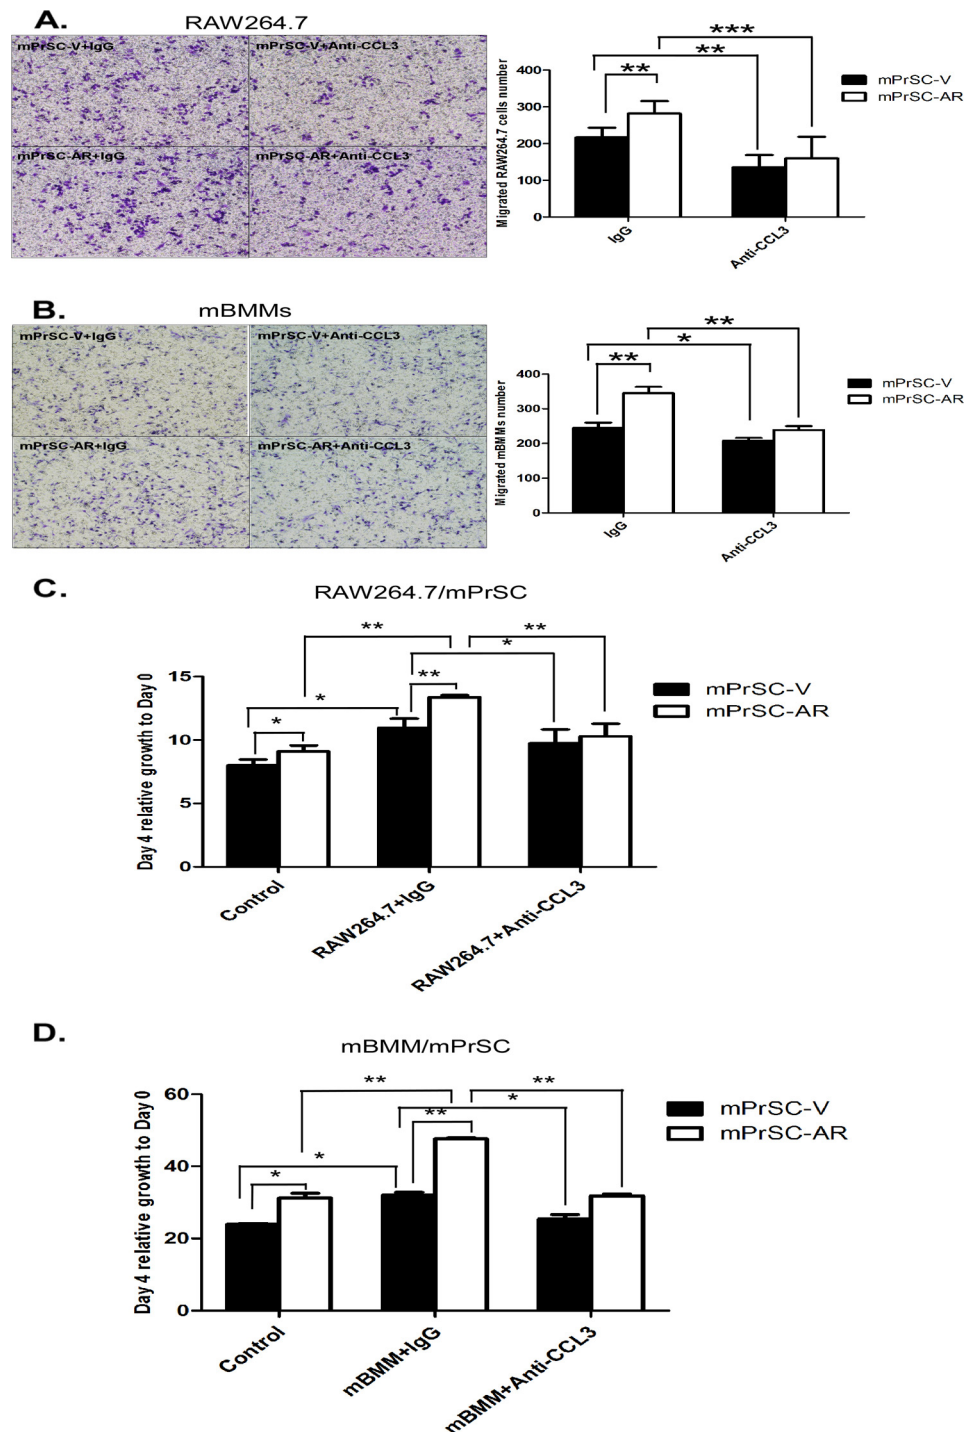 A.
RAW264.7
mPrSC-V+IgG
mPrSC-V+Anti-CCL3
mPrSC-AR+IgG
mPrSC-AR+Anti-CCL3
Migrated RAW264.7 cells number
400
300
200
100
0
**
**
***
IgG
Anti-CCL3
mPrSC-V
mPrSC-AR
B.
mBMMs
mPrSC-V+IgG
mPrSC-V+Anti-CCL3
mPrSC-AR+IgG
mPrSC-AR+Anti-CCL3
Migrated mBMMs number
400
300
200
100
0
**
*
**
IgG
Anti-CCL3
mPrSC-V
mPrSC-AR
C.
RAW264.7/mPrSC
Day 4 relative growth to Day 0
15
10
5
0
**
**
*
**
*
*
Control
RAW264.7+IgG
RAW264.7+Anti-CCL3
mPrSC-V
mPrSC-AR
D.
mBMM/mPrSC
Day 4 relative growth to Day 0
60
40
20
0
**
**
*
**
*
*
Control
mBMM+IgG
mBMM+Anti-CCL3
mPrSC-V
mPrSC-AR